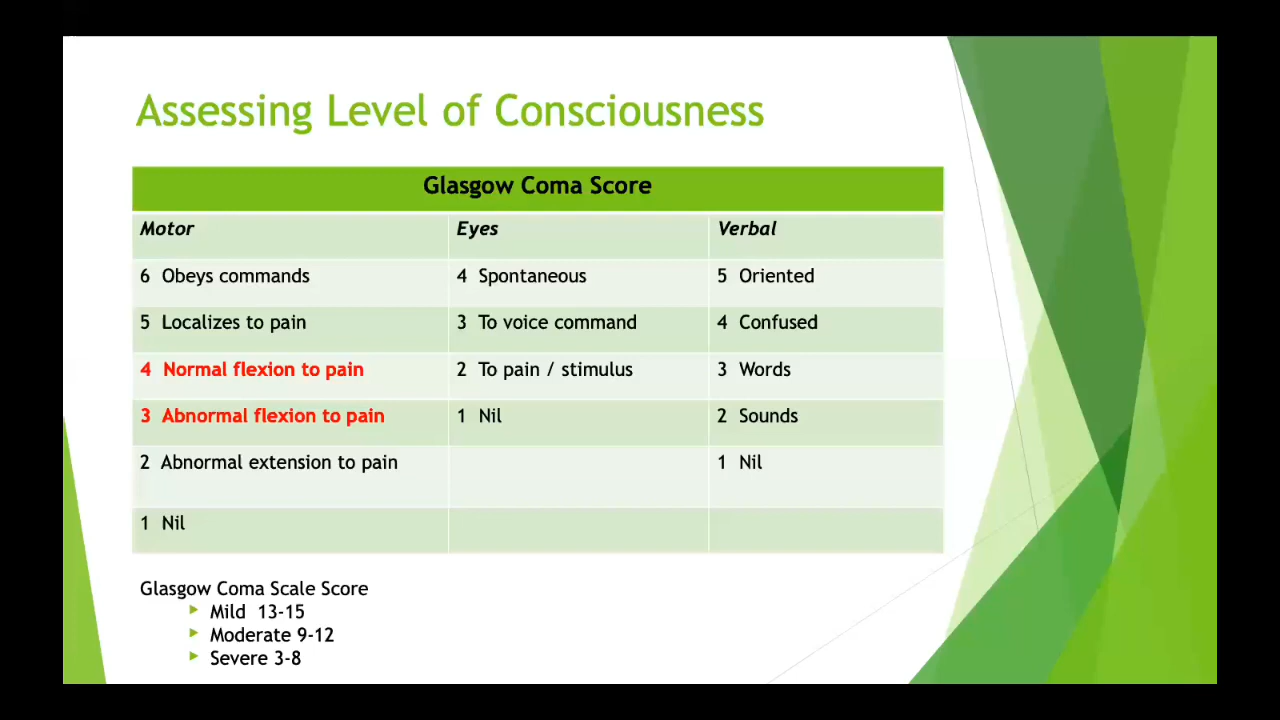 Assessing Level of Consciousness
Glasgow Coma Score
Motor Eyes Verbal
6 Obeys commands 4 Spontaneous 5 Oriented
5 Localizes to pain 3 To voice command 4 Confused
4 Normal flexion to pain 2 To pain / stimulus 3 Words
3 Abnormal flexion to pain 1 Nil 2 Sounds
2 Abnormal extension to pain 1 Nil
1 Nil
Glasgow Coma Scale Score
Mild 13-15
Moderate 9-12
Severe 3-8